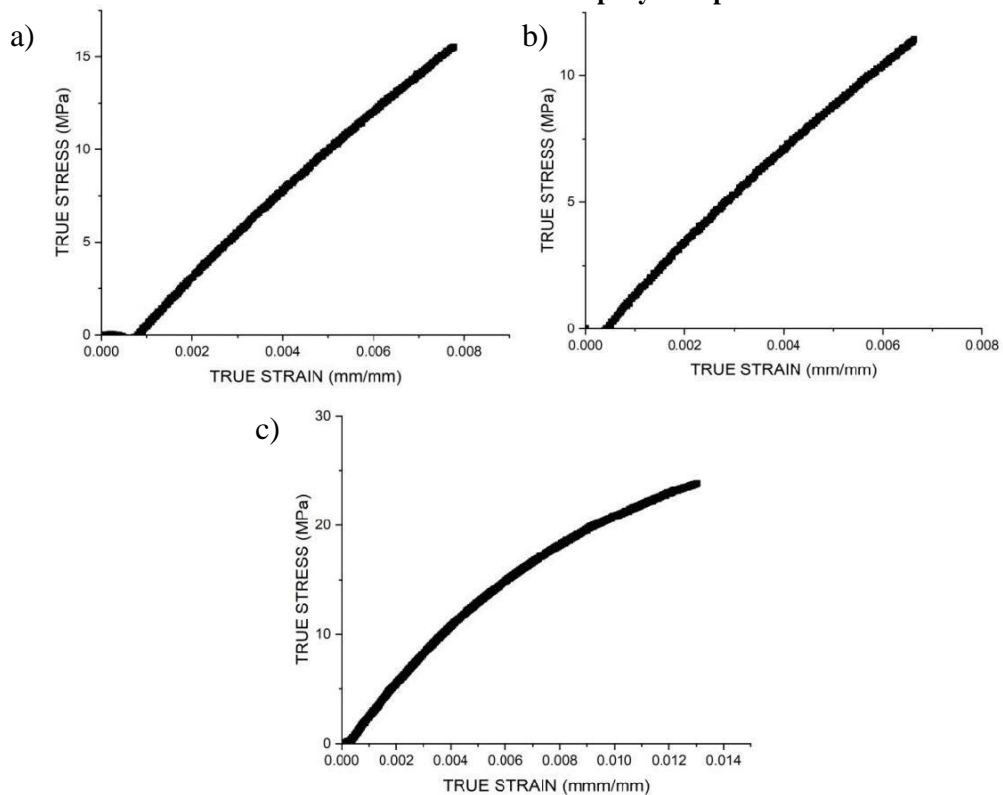 a)
15
10
5
0
TRUE STRESS (MPa)
0.000 0.002 0.004 0.006 0.008
TRUE STRAIN (mm/mm)
b)
10
5
0
TRUE STRESS (MPa)
0.000 0.002 0.004 0.006 0.008
TRUE STRAIN (mm/mm)
c)
30
20
10
0
TRUE STRESS (MPa)
0.000 0.002 0.004 0.006 0.008 0.010 0.012 0.014
TRUE STRAIN (mmm/mm)